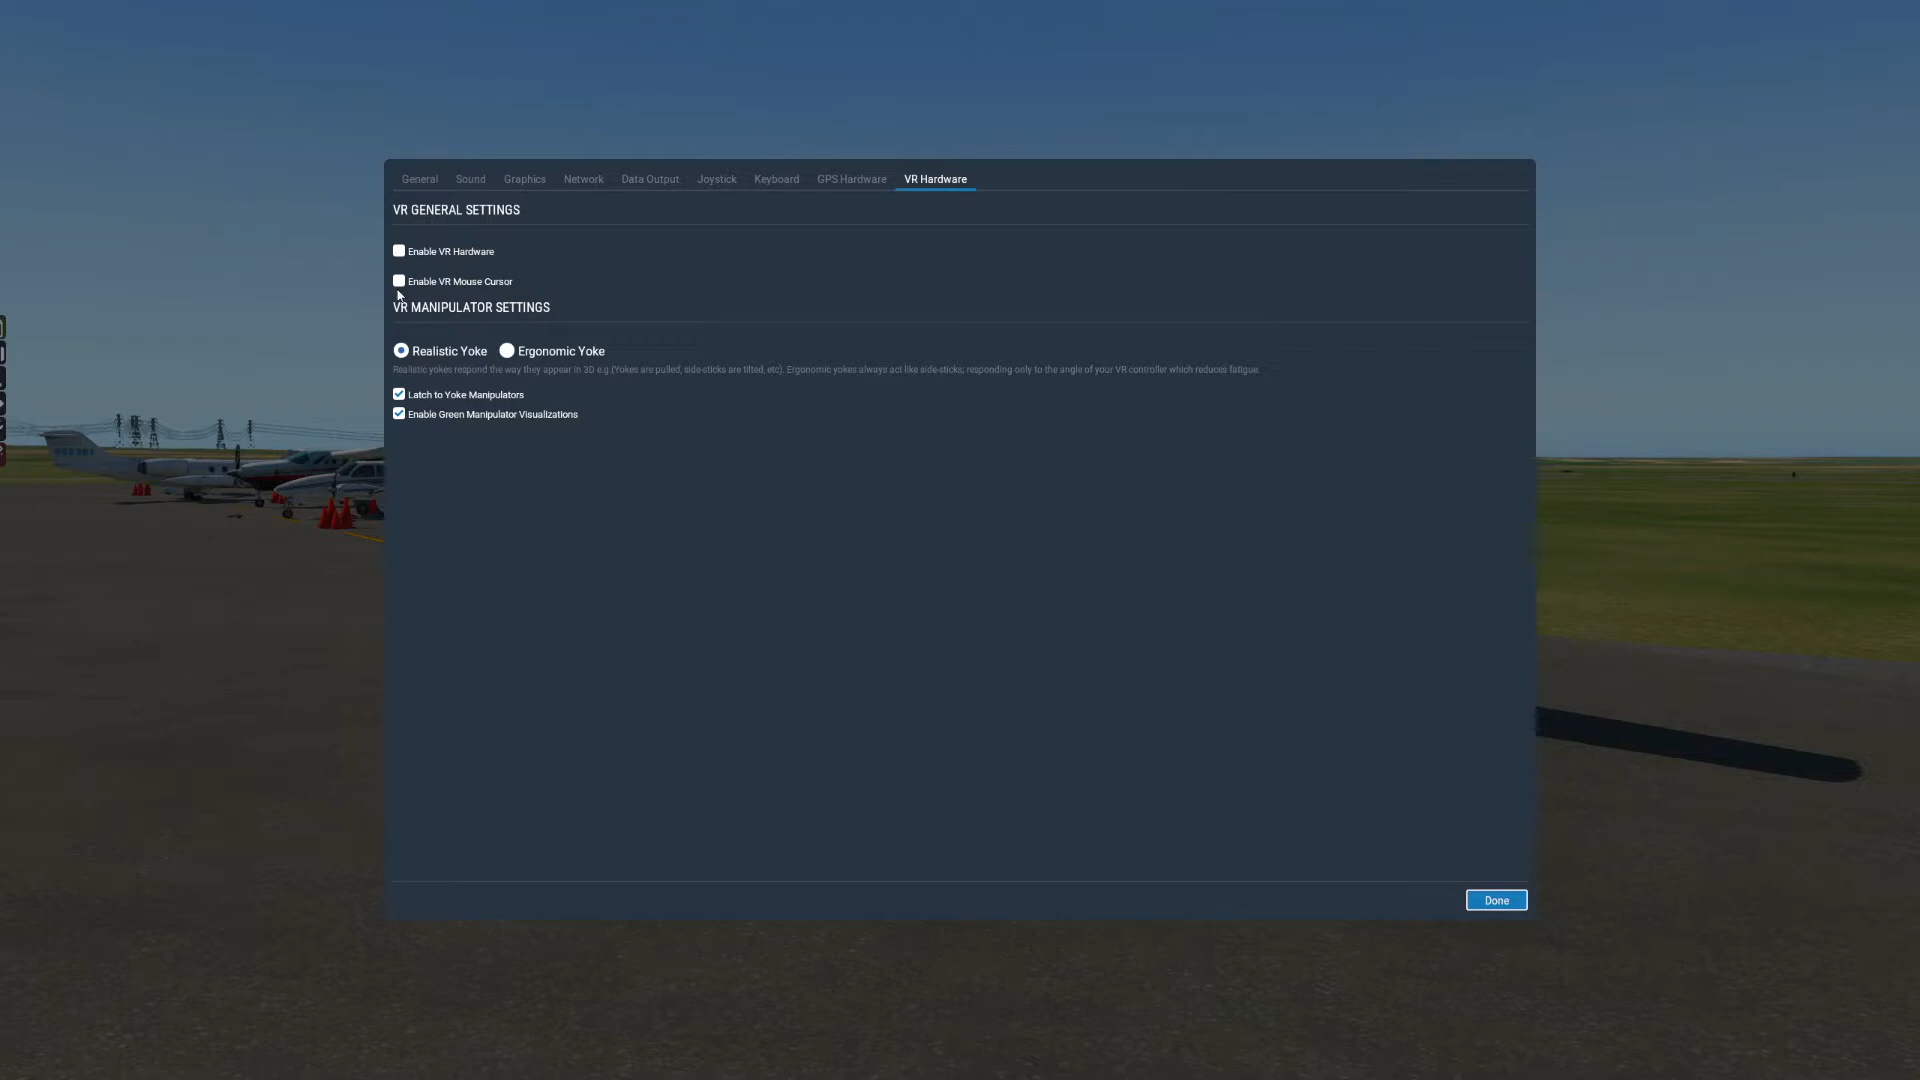 General Sound Graphics Network Data Output Joystick Keyboard GPS Hardware VR Hardware
VR GENERAL SETTINGS
Enable VR Hardware
Enable VR Mouse Cursor
VR MANIPULATOR SETTINGS
Realistic Yoke Ergonomic Yoke
Realistic yokes respond the way they appear in 3D e.g (Yokes are pulled, side-sticks are tilted, etc). Ergonomic yokes always act like side-sticks; responding only to the angle of your VR controller which reduces fatigue.
Latch to Yoke Manipulators
Enable Green Manipulator Visualizations
Done